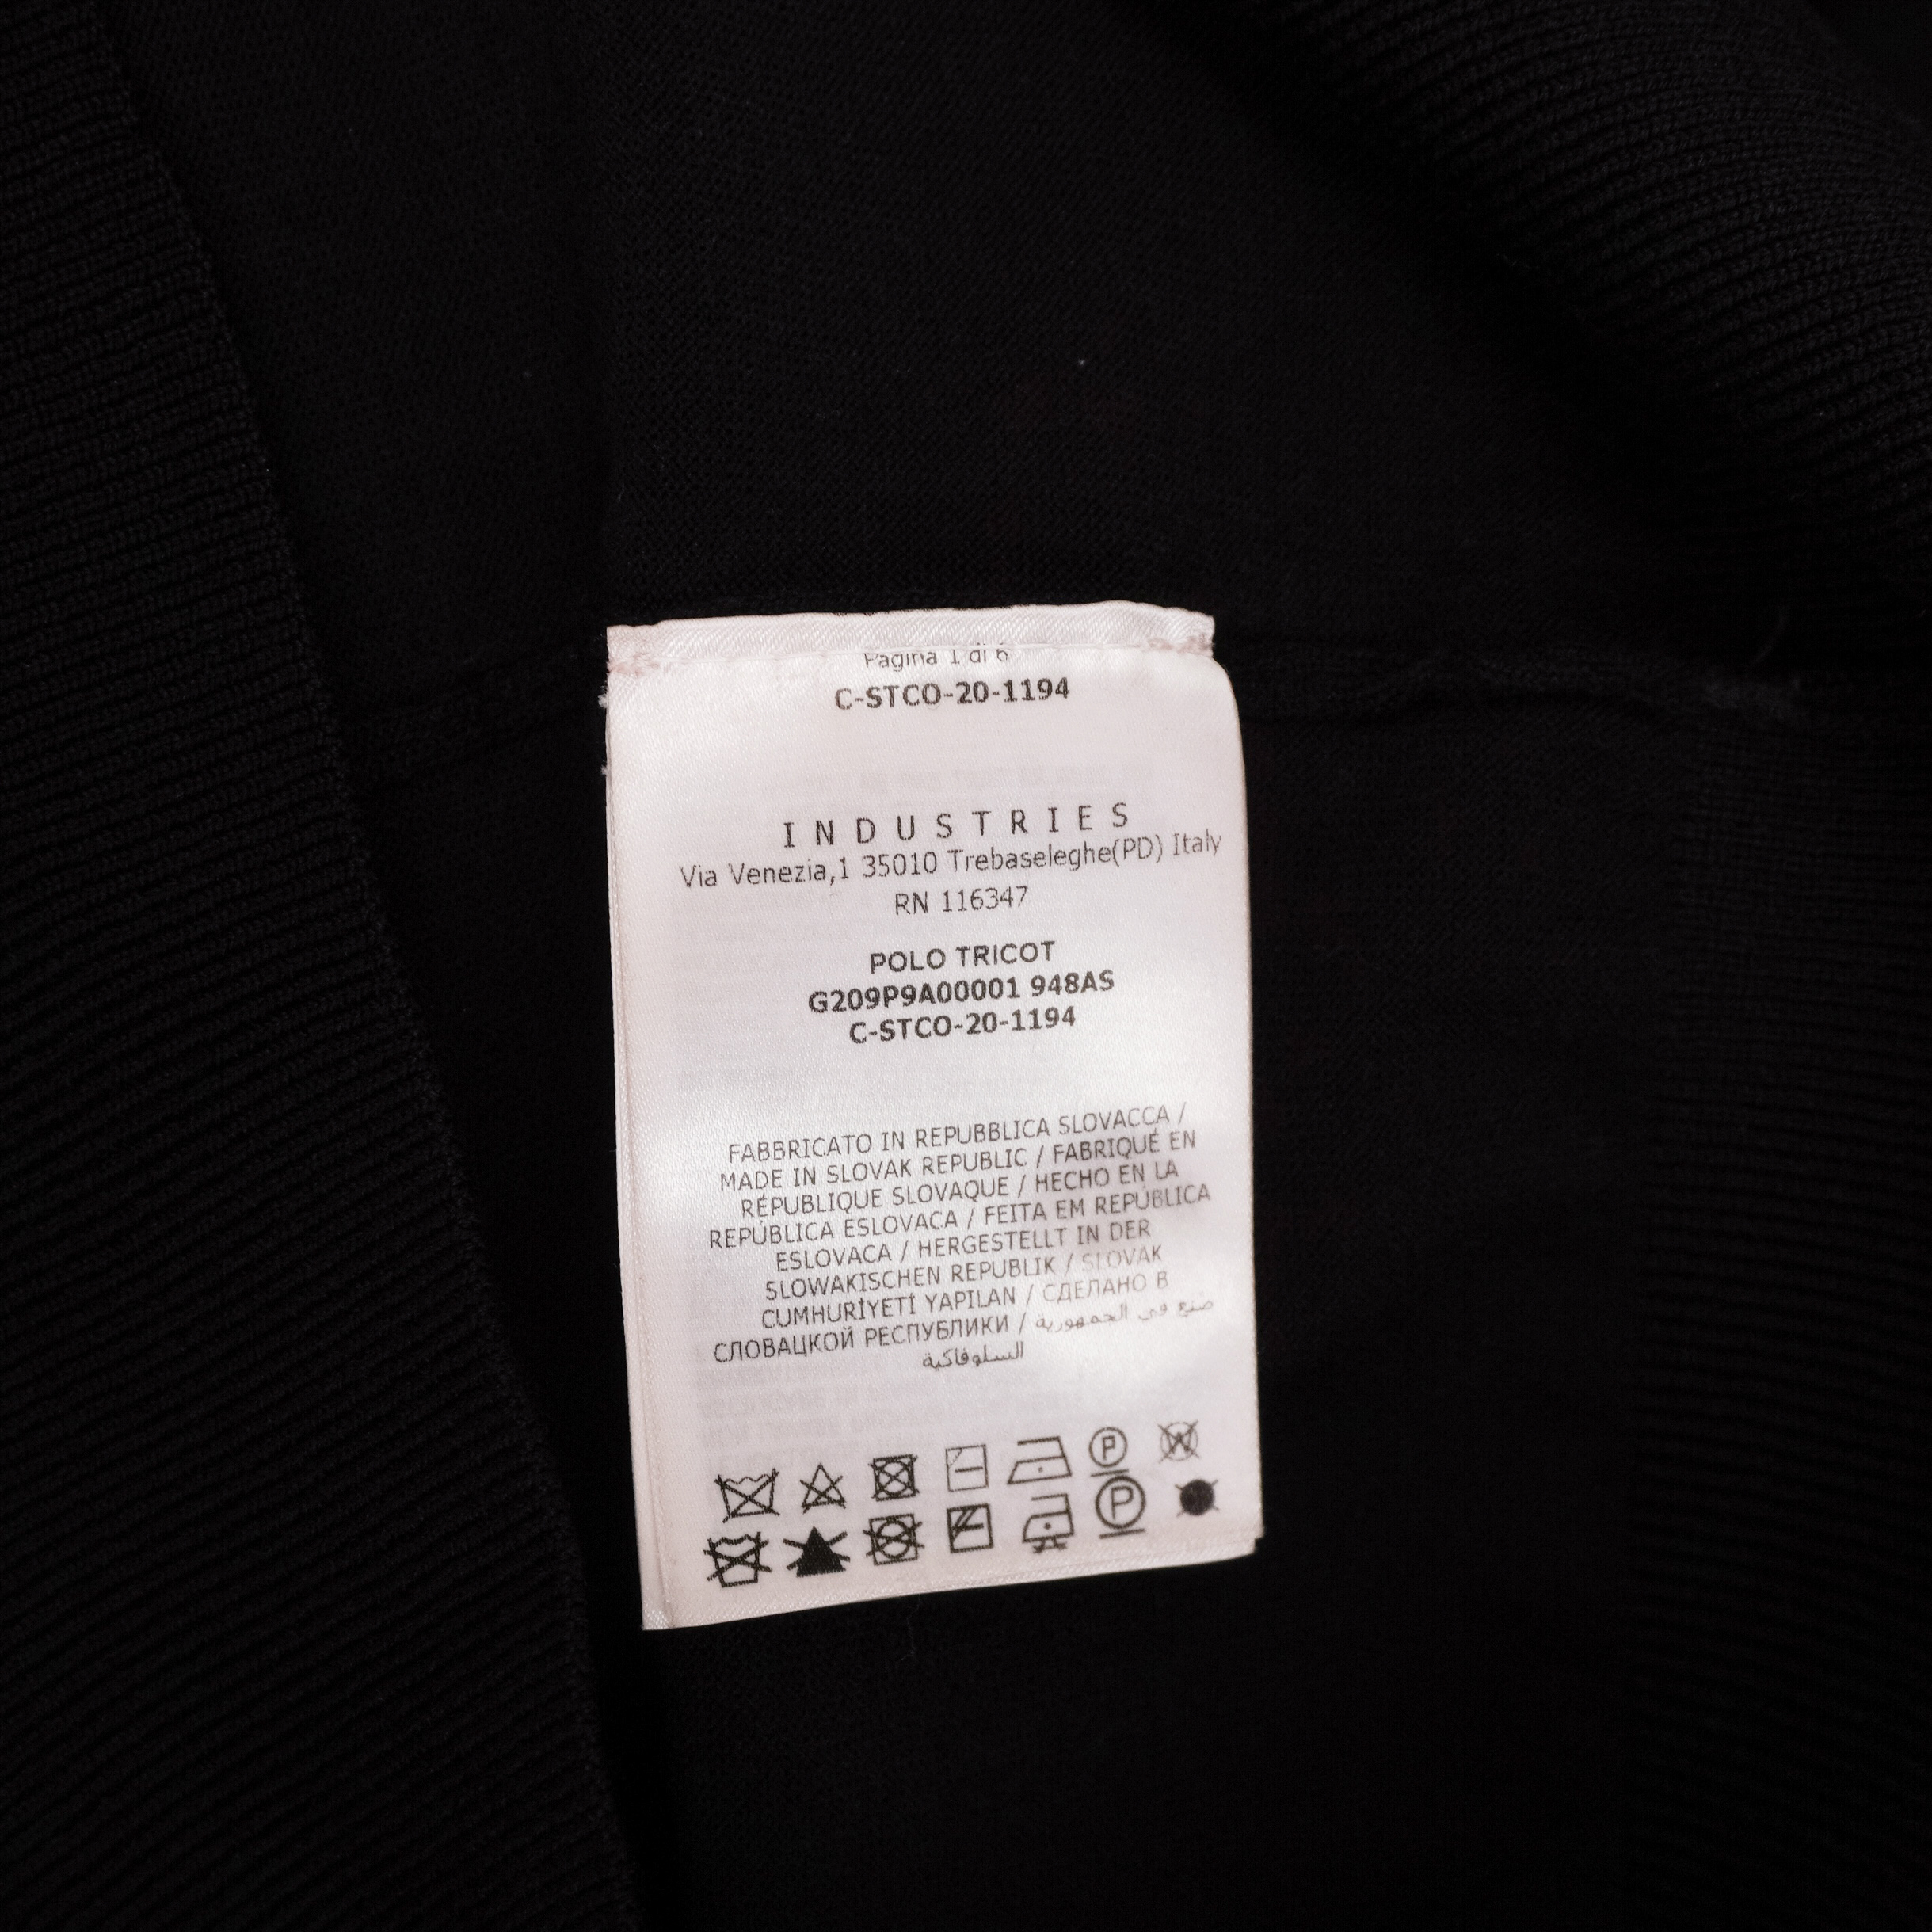 Pagina 1 di 6
C-STCO-20-1194
INDUSTRIES
Via Venezia,1 35010 Trebaseleghe(PD) Italy
RN 116347
POLO TRICOT
G209P9A00001 948AS
C-STCO-20-1194
FABBRICATO IN REPUBBLICA SLOVACCA /
MADE IN SLOVAK REPUBLIC / FABRIQUÉ EN
RÉPUBLIQUE SLOVAQUE / HECHO EN LA
REPÚBLICA ESLOVACA / FEITA EM REPÚBLICA
ESLOVACA / HERGESTELLT IN DER
SLOWAKISCHEN REPUBLIK / SLOVAK
CUMHURİYETİ YAPILAN / СДЕЛАНО В
СЛОВАЦКОЙ РЕСПУБЛИКИ / صنع في الجمهورية
السلوفاكية
P W
P